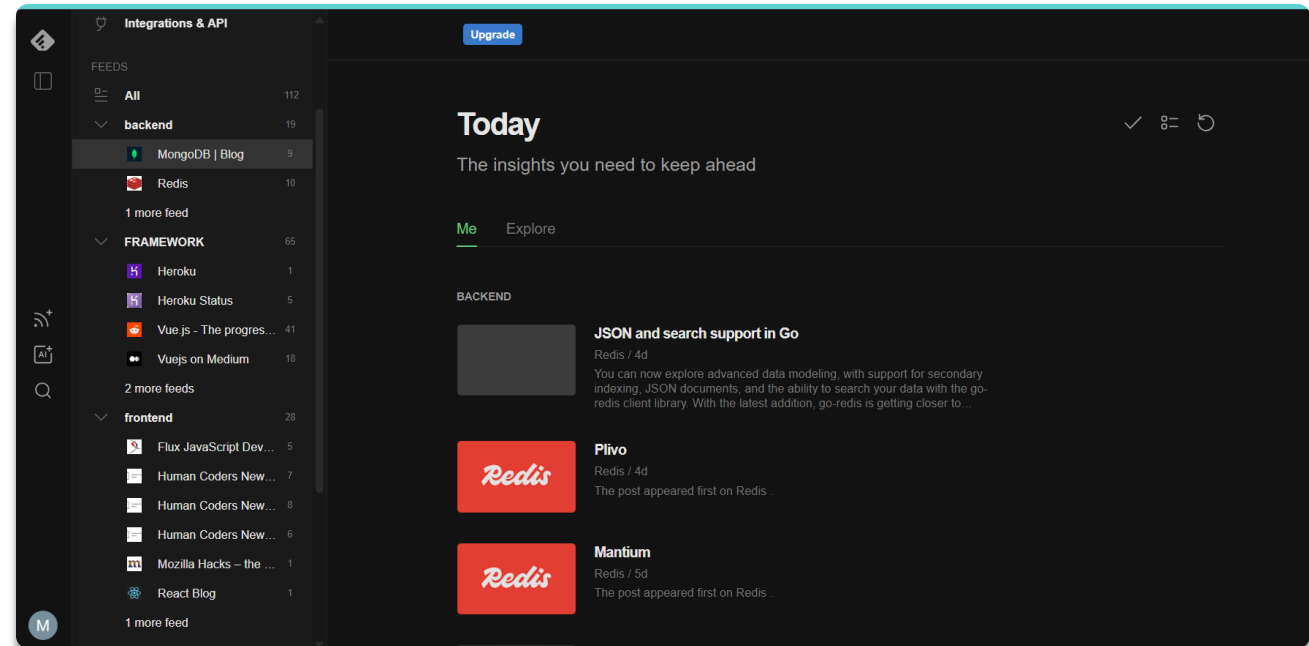 Integrations & API
FEEDS
All 112
backend 19
MongoDB | Blog 9
Redis 10
1 more feed
FRAMEWORK 65
Heroku 1
Heroku Status 5
Vue.js - The progres... 41
Vuejs on Medium 18
2 more feeds
frontend 28
Flux JavaScript Dev... 5
Human Coders New... 7
Human Coders New... 8
Human Coders New... 6
Mozilla Hacks – the ... 1
React Blog 1
1 more feed
AI
M
Upgrade
Today
The insights you need to keep ahead
Me Explore
BACKEND
JSON and search support in Go
Redis / 4d
You can now explore advanced data modeling, with support for secondary
indexing, JSON documents, and the ability to search your data with the go-
redis client library. With the latest addition, go-redis is getting closer to...
Redis
Plivo
Redis / 4d
The post appeared first on Redis .
Redis
Mantium
Redis / 5d
The post appeared first on Redis .